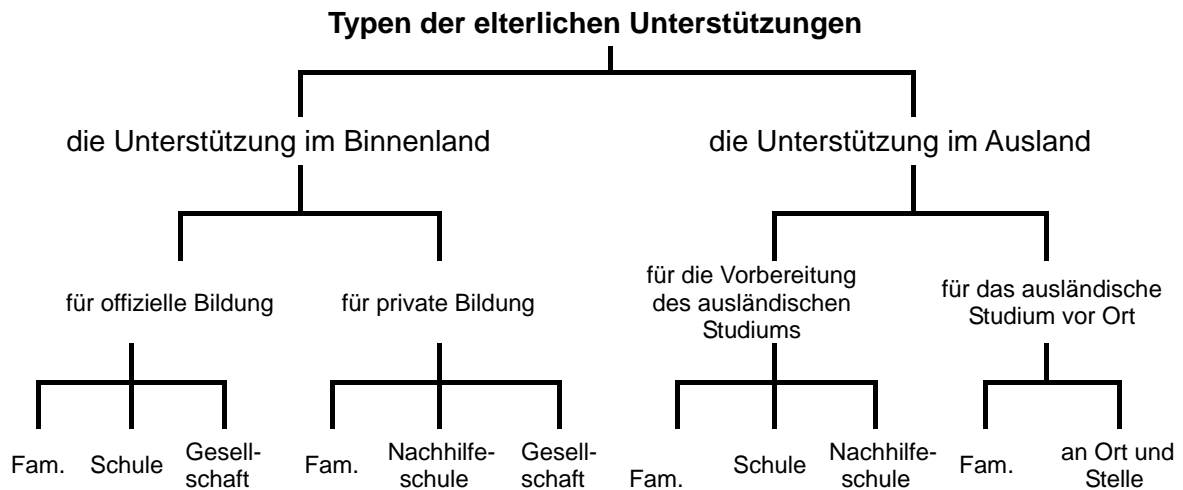 Typen der elterlichen Unterstützungen
die Unterstützung im Binnenland
die Unterstützung im Ausland
für offizielle Bildung
für private Bildung
für die Vorbereitung
des ausländischen
Studiums
für das ausländische
Studium vor Ort
Fam.
Schule
Gesell-
schaft
Fam.
Nachhilfe-
schule
Gesell-
schaft
Fam.
Schule
Nachhilfe-
schule
Fam.
an Ort und
Stelle